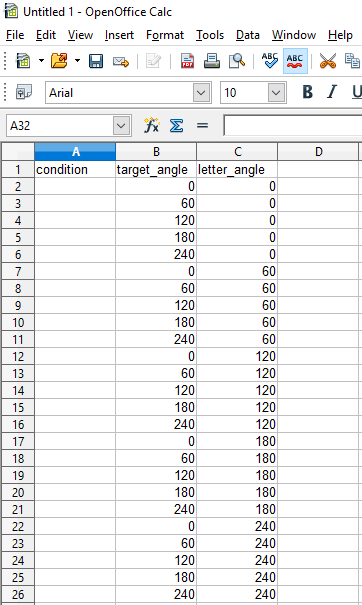 Untitled 1 - OpenOffice Calc
File Edit View Insert Format Tools Data Window Help
ABC ABC
Arial 10 B I U
A32 fx Σ =
A B C D
1 condition target_angle letter_angle
2 0 0
3 60 0
4 120 0
5 180 0
6 240 0
7 0 60
8 60 60
9 120 60
10 180 60
11 240 60
12 0 120
13 60 120
14 120 120
15 180 120
16 240 120
17 0 180
18 60 180
19 120 180
20 180 180
21 240 180
22 0 240
23 60 240
24 120 240
25 180 240
26 240 240